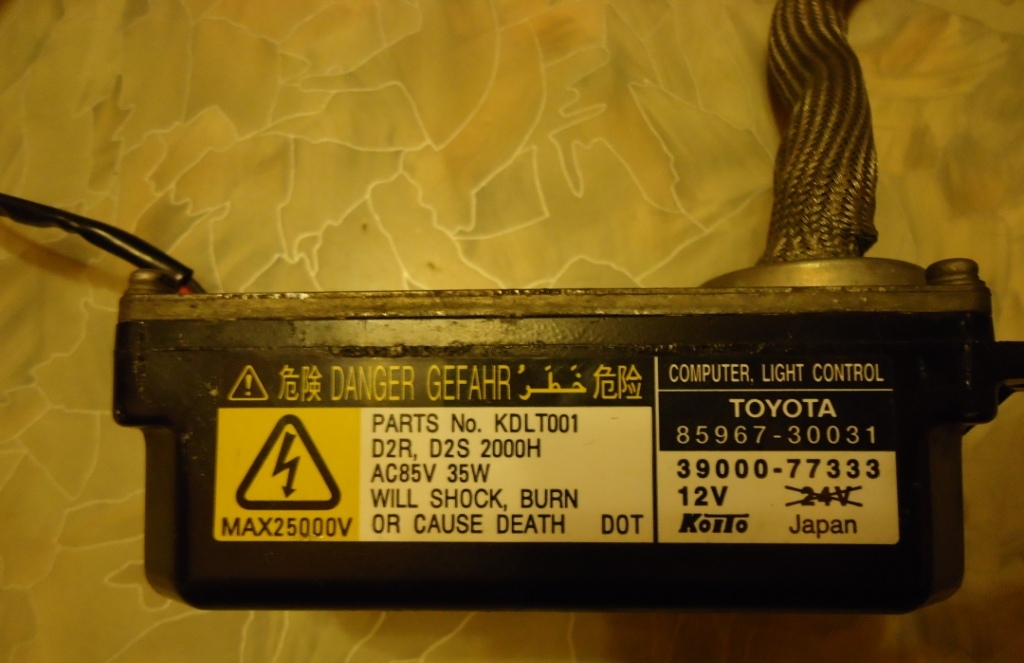 危険 DANGER GEFAHR خَطَرٌ 危险
MAX25000V
PARTS No. KDLT001
D2R, D2S 2000H
AC85V 35W
WILL SHOCK, BURN
OR CAUSE DEATH DOT
COMPUTER, LIGHT CONTROL
TOYOTA
85967-30031
39000-77333
12V 24V
KOITO Japan